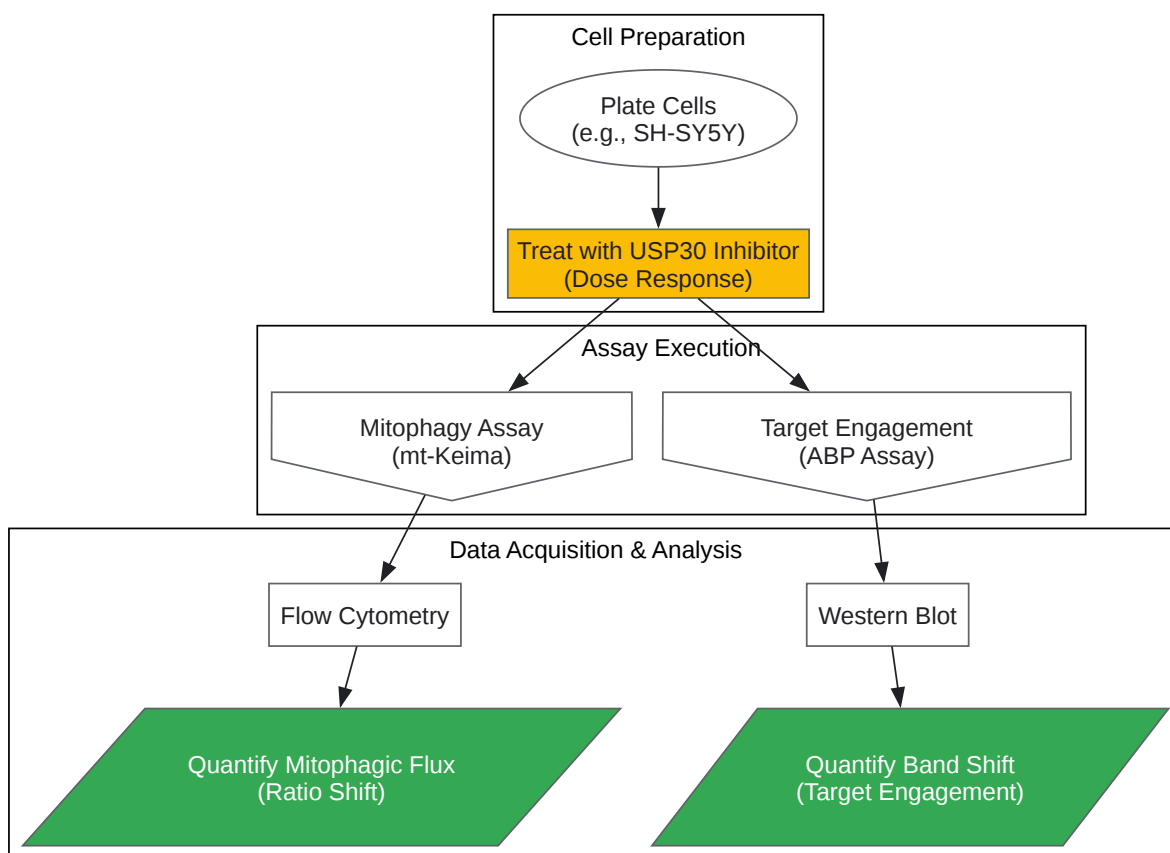 Cell Preparation
Plate Cells
(e.g., SH-SY5Y)
Treat with USP30 Inhibitor
(Dose Response)
Assay Execution
Mitophagy Assay
(mt-Keima)
Target Engagement
(ABP Assay)
Data Acquisition & Analysis
Flow Cytometry
Western Blot
Quantify Mitophagic Flux
(Ratio Shift)
Quantify Band Shift
(Target Engagement)